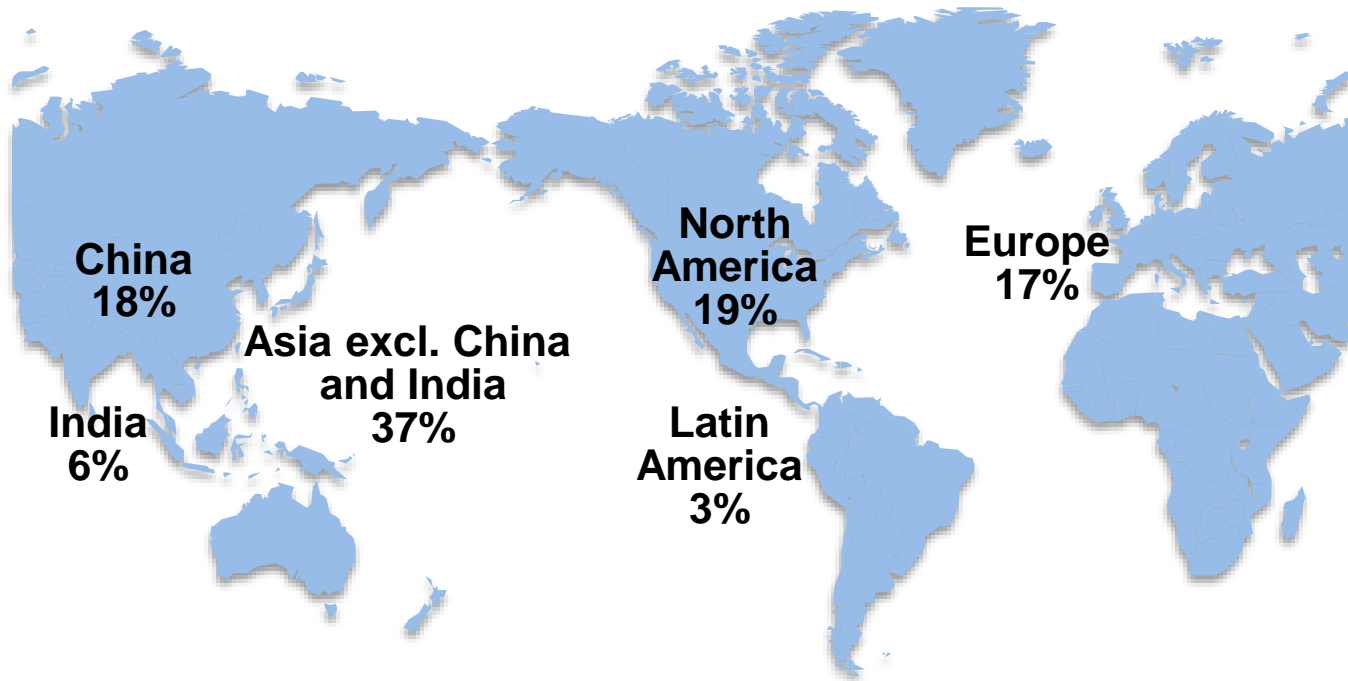 China
18%
Asia excl. China
and India
37%
India
6%
North
America
19%
Latin
America
3%
Europe
17%